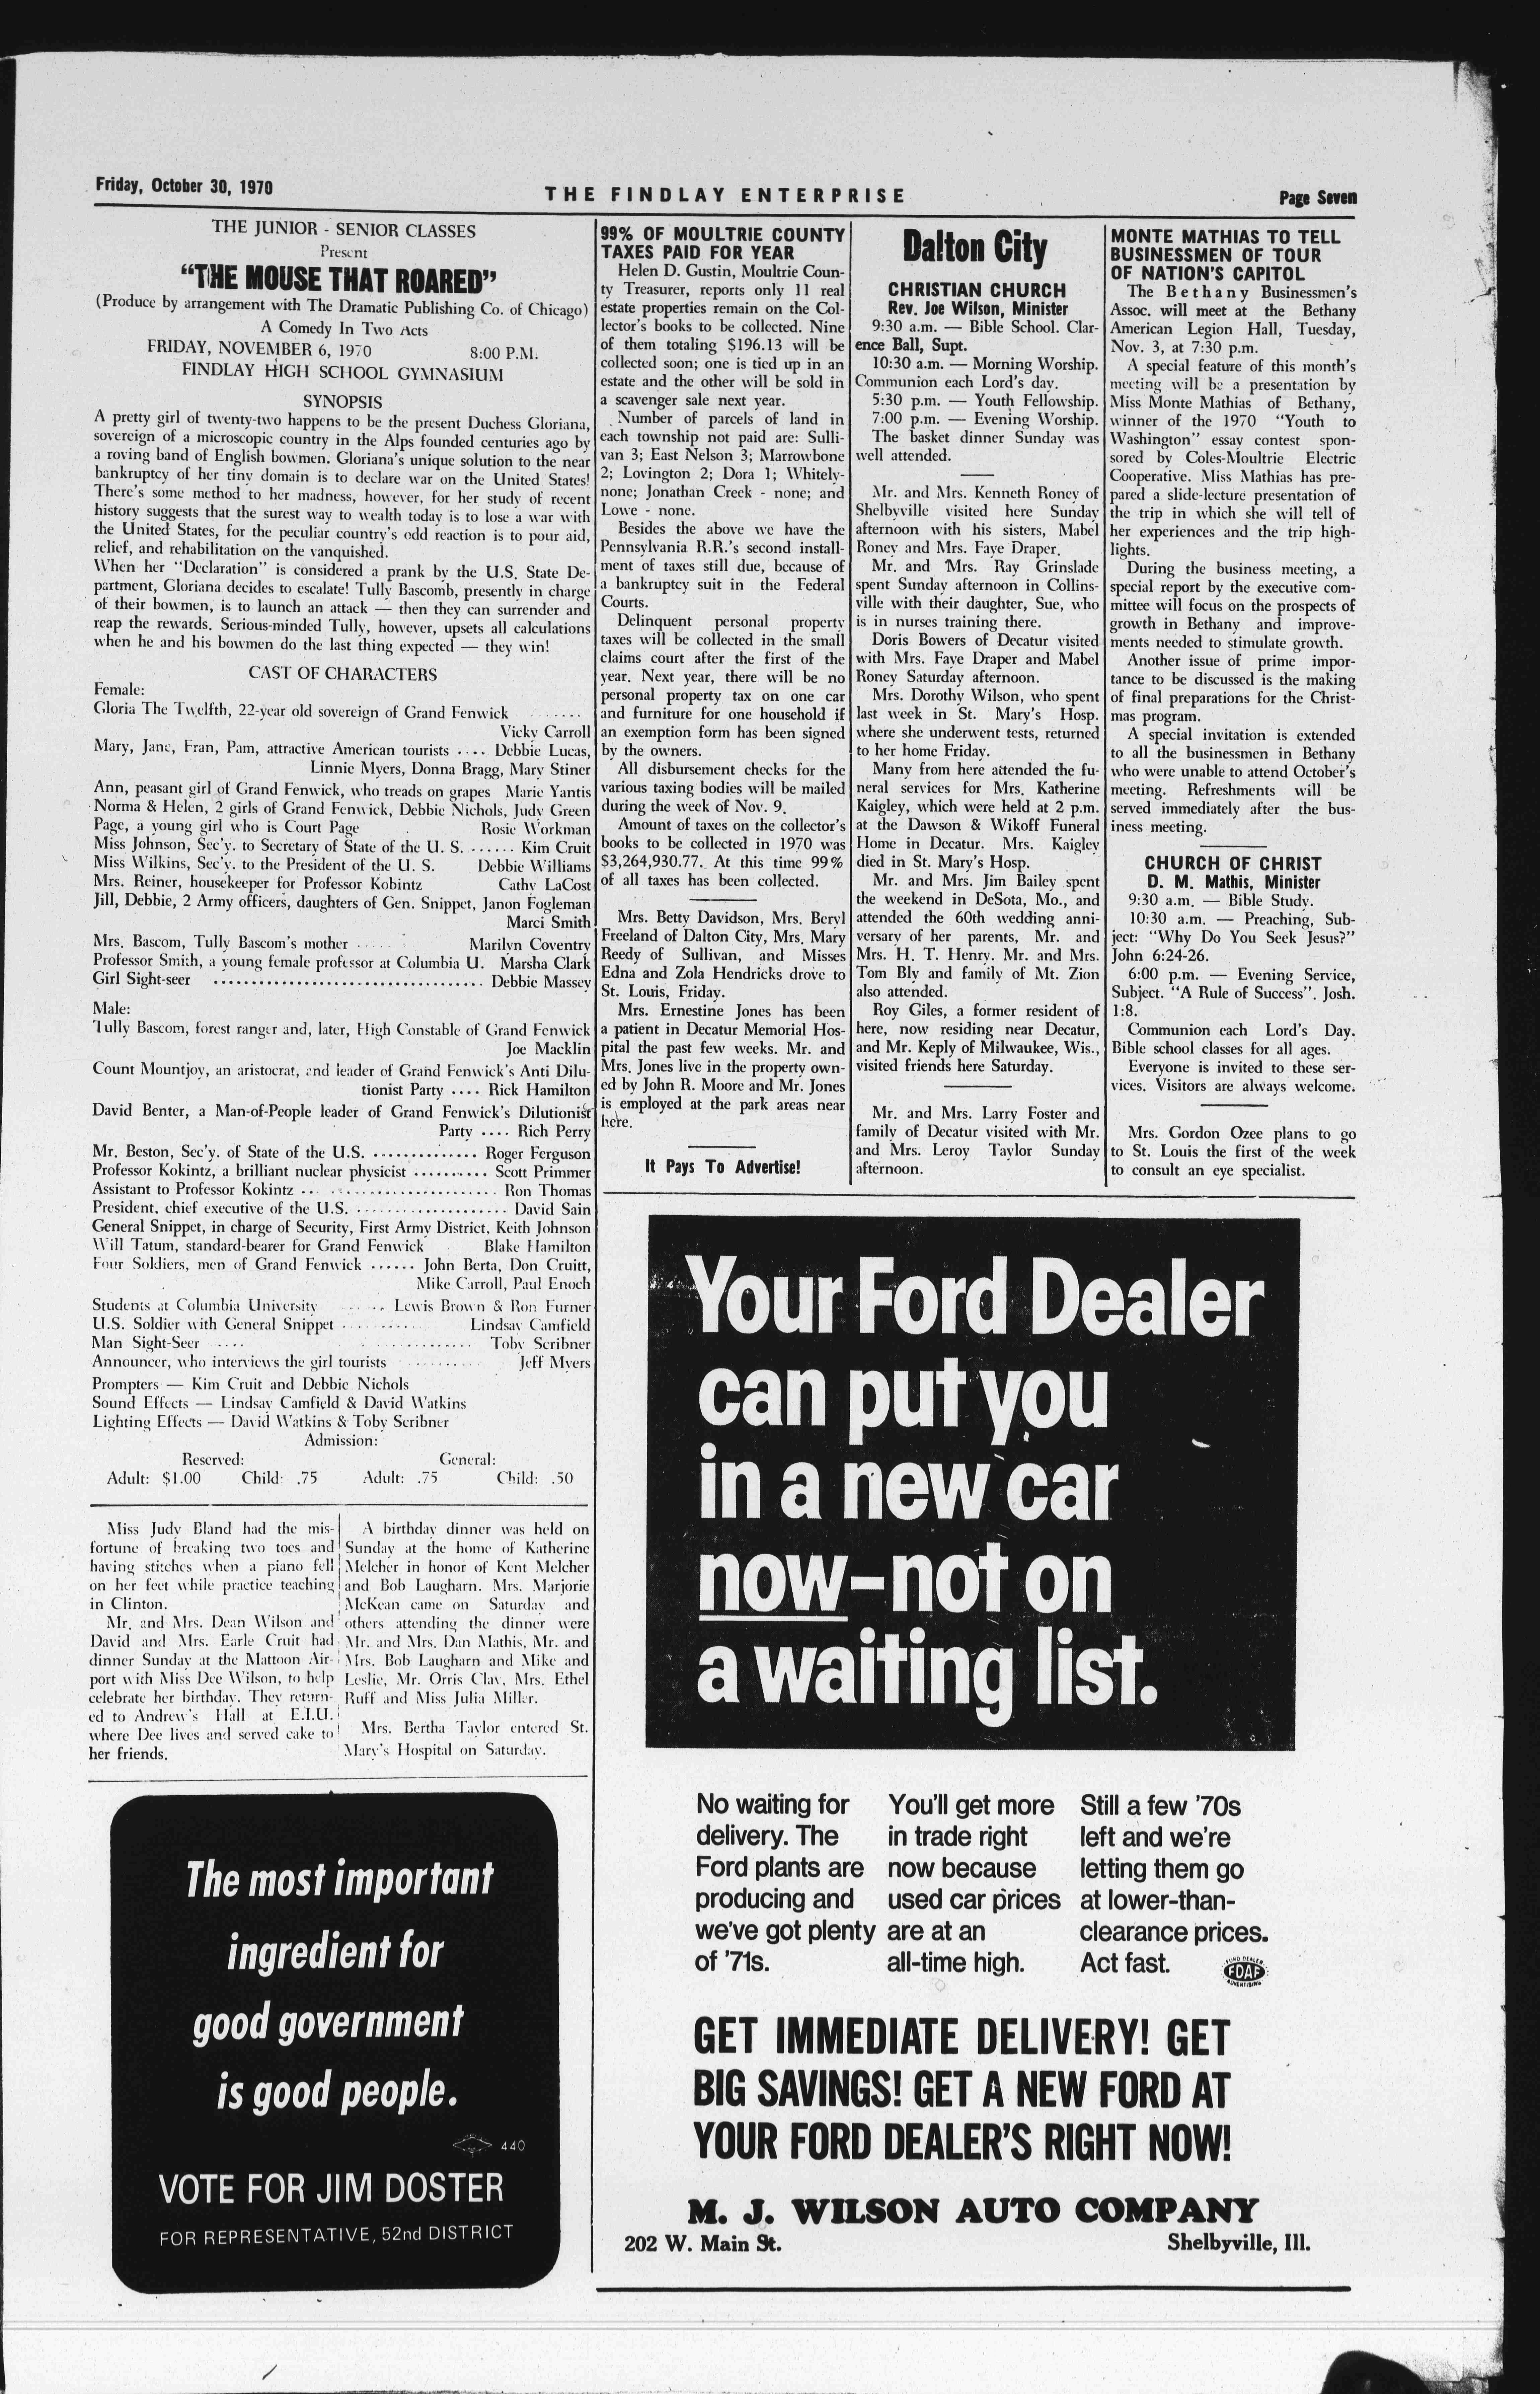 Friday, October 30, 1970
THE FINDLAY ENTERPRISE
Page Seven
THE JUNIOR - SENIOR CLASSES
Present
"THE MOUSE THAT ROARED"
(Produce by arrangement with The Dramatic Publishing Co. of Chicago)
A Comedy In Two Acts
FRIDAY, NOVEMBER 6, 1970 8:00 P.M.
FINDLAY HIGH SCHOOL GYMNASIUM
SYNOPSIS
A pretty girl of twenty-two happens to be the present Duchess Gloriana,
sovereign of a microscopic country in the Alps founded centuries ago by
a roving band of English bowmen. Gloriana's unique solution to the near
bankruptcy of her tiny domain is to declare war on the United States!
There's some method to her madness, however, for her study of recent
history suggests that the surest way to wealth today is to lose a war with
the United States, for the peculiar country's odd reaction is to pour aid,
relief, and rehabilitation on the vanquished.
When her "Declaration" is considered a prank by the U.S. State De-
partment, Gloriana decides to escalate! Tully Bascomb, presently in charge
of their bowmen, is to launch an attack — then they can surrender and
reap the rewards. Serious-minded Tully, however, upsets all calculations
when he and his bowmen do the last thing expected — they win!
CAST OF CHARACTERS
Female:
Gloria The Twelfth, 22-year old sovereign of Grand Fenwick .......
Vicky Carroll
Mary, Jane, Fran, Pam, attractive American tourists .... Debbie Lucas,
Linnie Myers, Donna Bragg, Mary Stiner
Ann, peasant girl of Grand Fenwick, who treads on grapes Marie Yantis
Norma & Helen, 2 girls of Grand Fenwick, Debbie Nichols, Judy Green
Page, a young girl who is Court Page . Rosie Workman
Miss Johnson, Sec'y. to Secretary of State of the U. S. ...... Kim Cruit
Miss Wilkins, Sec'y. to the President of the U. S. Debbie Williams
Mrs. Reiner, housekeeper for Professor Kobintz Cathy LaCost
Jill, Debbie, 2 Army officers, daughters of Gen. Snippet, Janon Fogleman
Marci Smith
Mrs. Bascom, Tully Bascom's mother ..... Marilyn Coventry
Professor Smith, a young female professor at Columbia U. Marsha Clark
Girl Sight-seer .................................. Debbie Massey
Male:
Tully Bascom, forest ranger and, later, High Constable of Grand Fenwick
Joe Macklin
Count Mountjoy, an aristocrat, and leader of Grand Fenwick's Anti Dilu-
tionist Party .... Rick Hamilton
David Benter, a Man-of-People leader of Grand Fenwick's Dilutionist
Party .... Rich Perry
Mr. Beston, Sec'y. of State of the U.S. .............. Roger Ferguson
Professor Kokintz, a brilliant nuclear physicist .......... Scott Primmer
Assistant to Professor Kokintz ........................ Ron Thomas
President, chief executive of the U.S. .................... David Sain
General Snippet, in charge of Security, First Army District, Keith Johnson
Will Tatum, standard-bearer for Grand Fenwick Blake Hamilton
Four Soldiers, men of Grand Fenwick ...... John Berta, Don Cruitt,
Mike Carroll, Paul Enoch
Students at Columbia University ...... Lewis Brown & Ron Furner
U.S. Soldier with General Snippet .......... Lindsay Camfield
Man Sight-Seer .................. Toby Scribner
Announcer, who interviews the girl tourists .......... Jeff Myers
Prompters — Kim Cruit and Debbie Nichols
Sound Effects — Lindsay Camfield & David Watkins
Lighting Effects — David Watkins & Toby Scribner
Admission:
Reserved: General:
Adult: $1.00 Child: .75 Adult: .75 Child: .50
Miss Judy Bland had the mis-
fortune of breaking two toes and
having stitches when a piano fell
on her feet while practice teaching
in Clinton.
Mr. and Mrs. Dean Wilson and
David and Mrs. Earle Cruit had
dinner Sunday at the Mattoon Air-
port with Miss Dee Wilson, to help
celebrate her birthday. They return-
ed to Andrew's Hall at E.I.U.
where Dee lives and served cake to
her friends.
A birthday dinner was held on
Sunday at the home of Katherine
Melcher in honor of Kent Melcher
and Bob Laugharn. Mrs. Marjorie
McKean came on Saturday and
others attending the dinner were
Mr. and Mrs. Dan Mathis, Mr. and
Mrs. Bob Laugharn and Mike and
Leslie, Mr. Orris Clay, Mrs. Ethel
Ruff and Miss Julia Miller.
Mrs. Bertha Taylor entered St.
Mary's Hospital on Saturday.
The most important
ingredient for
good government
is good people.
440
VOTE FOR JIM DOSTER
FOR REPRESENTATIVE, 52nd DISTRICT
99% OF MOULTRIE COUNTY
TAXES PAID FOR YEAR
Helen D. Gustin, Moultrie Coun-
ty Treasurer, reports only 11 real
estate properties remain on the Col-
lector's books to be collected. Nine
of them totaling $196.13 will be
collected soon; one is tied up in an
estate and the other will be sold in
a scavenger sale next year.
Number of parcels of land in
each township not paid are: Sulli-
van 3; East Nelson 3; Marrowbone
2; Lovington 2; Dora 1; Whitely-
none; Jonathan Creek - none; and
Lowe - none.
Besides the above we have the
Pennsylvania R.R.'s second install-
ment of taxes still due, because of
a bankruptcy suit in the Federal
Courts.
Delinquent personal property
taxes will be collected in the small
claims court after the first of the
year. Next year, there will be no
personal property tax on one car
and furniture for one household if
an exemption form has been signed
by the owners.
All disbursement checks for the
various taxing bodies will be mailed
during the week of Nov. 9.
Amount of taxes on the collector's
books to be collected in 1970 was
$3,264,930.77. At this time 99%
of all taxes has been collected.
Mrs. Betty Davidson, Mrs. Beryl
Freeland of Dalton City, Mrs. Mary
Reedy of Sullivan, and Misses
Edna and Zola Hendricks drove to
St. Louis, Friday.
Mrs. Ernestine Jones has been
a patient in Decatur Memorial Hos-
pital the past few weeks. Mr. and
Mrs. Jones live in the property own-
ed by John R. Moore and Mr. Jones
is employed at the park areas near
here.
It Pays To Advertise!
Dalton City
CHRISTIAN CHURCH
Rev. Joe Wilson, Minister
9:30 a.m. — Bible School. Clar-
ence Ball, Supt.
10:30 a.m. — Morning Worship.
Communion each Lord's day.
5:30 p.m. — Youth Fellowship.
7:00 p.m. — Evening Worship.
The basket dinner Sunday was
well attended.
Mr. and Mrs. Kenneth Roney of
Shelbyville visited here Sunday
afternoon with his sisters, Mabel
Roney and Mrs. Faye Draper.
Mr. and Mrs. Ray Grinslade
spent Sunday afternoon in Collins-
ville with their daughter, Sue, who
is in nurses training there.
Doris Bowers of Decatur visited
with Mrs. Faye Draper and Mabel
Roney Saturday afternoon.
Mrs. Dorothy Wilson, who spent
last week in St. Mary's Hosp.
where she underwent tests, returned
to her home Friday.
Many from here attended the fu-
neral services for Mrs. Katherine
Kaigley, which were held at 2 p.m.
at the Dawson & Wikoff Funeral
Home in Decatur. Mrs. Kaigley
died in St. Mary's Hosp.
Mr. and Mrs. Jim Bailey spent
the weekend in DeSota, Mo., and
attended the 60th wedding anni-
versary of her parents, Mr. and
Mrs. H. T. Henry. Mr. and Mrs.
Tom Bly and family of Mt. Zion
also attended.
Roy Giles, a former resident of
here, now residing near Decatur,
and Mr. Keply of Milwaukee, Wis.,
visited friends here Saturday.
Mr. and Mrs. Larry Foster and
family of Decatur visited with Mr.
and Mrs. Leroy Taylor Sunday
afternoon.
MONTE MATHIAS TO TELL
BUSINESSMEN OF TOUR
OF NATION'S CAPITOL
The Bethany Businessmen's
Assoc. will meet at the Bethany
American Legion Hall, Tuesday,
Nov. 3, at 7:30 p.m.
A special feature of this month's
meeting will be a presentation by
Miss Monte Mathias of Bethany,
winner of the 1970 "Youth to
Washington" essay contest spon-
sored by Coles-Moultrie Electric
Cooperative. Miss Mathias has pre-
pared a slide-lecture presentation of
the trip in which she will tell of
her experiences and the trip high-
lights.
During the business meeting, a
special report by the executive com-
mittee will focus on the prospects of
growth in Bethany and improve-
ments needed to stimulate growth.
Another issue of prime impor-
tance to be discussed is the making
of final preparations for the Christ-
mas program.
A special invitation is extended
to all the businessmen in Bethany
who were unable to attend October's
meeting. Refreshments will be
served immediately after the bus-
iness meeting.
CHURCH OF CHRIST
D. M. Mathis, Minister
9:30 a.m. — Bible Study.
10:30 a.m. — Preaching, Sub-
ject: "Why Do You Seek Jesus?"
John 6:24-26.
6:00 p.m. — Evening Service,
Subject. "A Rule of Success". Josh.
1:8.
Communion each Lord's Day.
Bible school classes for all ages.
Everyone is invited to these ser-
vices. Visitors are always welcome.
Mrs. Gordon Ozee plans to go
to St. Louis the first of the week
to consult an eye specialist.
Your Ford Dealer
can put you
in a new car
now–not on
a waiting list.
No waiting for
delivery. The
Ford plants are
producing and
we've got plenty
of '71s.
You'll get more
in trade right
now because
used car prices
are at an
all-time high.
Still a few '70s
left and we're
letting them go
at lower-than-
clearance prices.
Act fast.
FORD DEALER
FDAF
ADVERTISING
GET IMMEDIATE DELIVERY! GET
BIG SAVINGS! GET A NEW FORD AT
YOUR FORD DEALER'S RIGHT NOW!
M. J. WILSON AUTO COMPANY
202 W. Main St. Shelbyville, Ill.